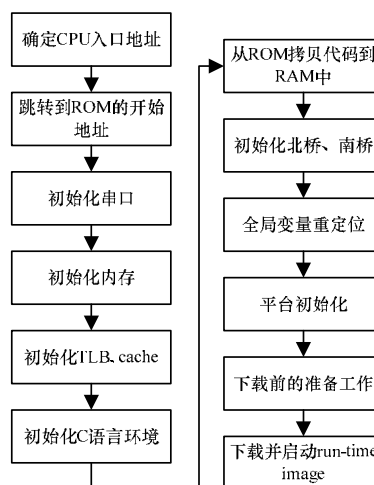 确定CPU入口地址
跳转到ROM的开始
地址
初始化串口
初始化内存
初始化TLB、cache
初始化C语言环境
从ROM拷贝代码到
RAM中
初始化北桥、南桥
全局变量重定位
平台初始化
下载前的准备工作
下载并启动run-time
image